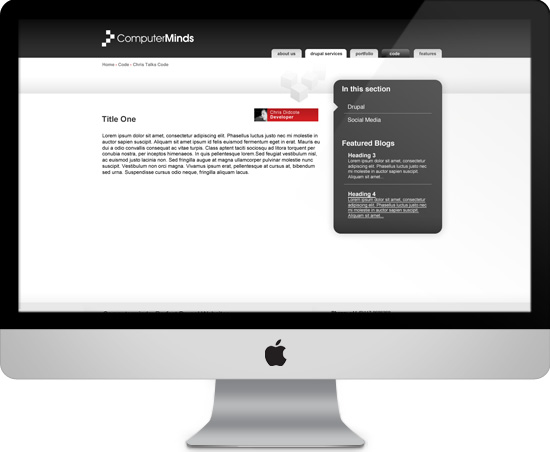 ComputerMinds
about us
drupal services
portfolio
code
features
Home › Code › Chris Talks Code
In this section
Drupal
Social Media
Featured Blogs
Heading 3
Lorem ipsum dolor sit amet, consectetur
adipiscing elit. Phasellus luctus justo nec
mi molestie in auctor sapien suscipit.
Aliquam sit amet...
Heading 4
Lorem ipsum dolor sit amet, consectetur
adipiscing elit. Phasellus luctus justo nec
mi molestie in auctor sapien suscipit.
Aliquam sit amet...
Chris Didcote
Developer
Title One
Lorem ipsum dolor sit amet, consectetur adipiscing elit. Phasellus luctus justo nec mi molestie
in auctor sapien suscipit. Aliquam sit amet ipsum id felis euismod fermentum eget in erat. Mauris eu
dui a odio convallis consequat ac vitae turpis. Class aptent taciti sociosqu ad litora torquent per
conubia nostra, per inceptos himenaeos. In quis pellentesque lorem. Sed feugiat vestibulum nisl,
ac euismod justo lacinia non. Sed fringilla augue at magna ullamcorper pulvinar molestie nunc
suscipit. Vestibulum non orci magna. Vivamus ipsum erat, pellentesque at cursus at, bibendum
sed urna. Suspendisse cursus odio neque, fringilla aliquam lacus.